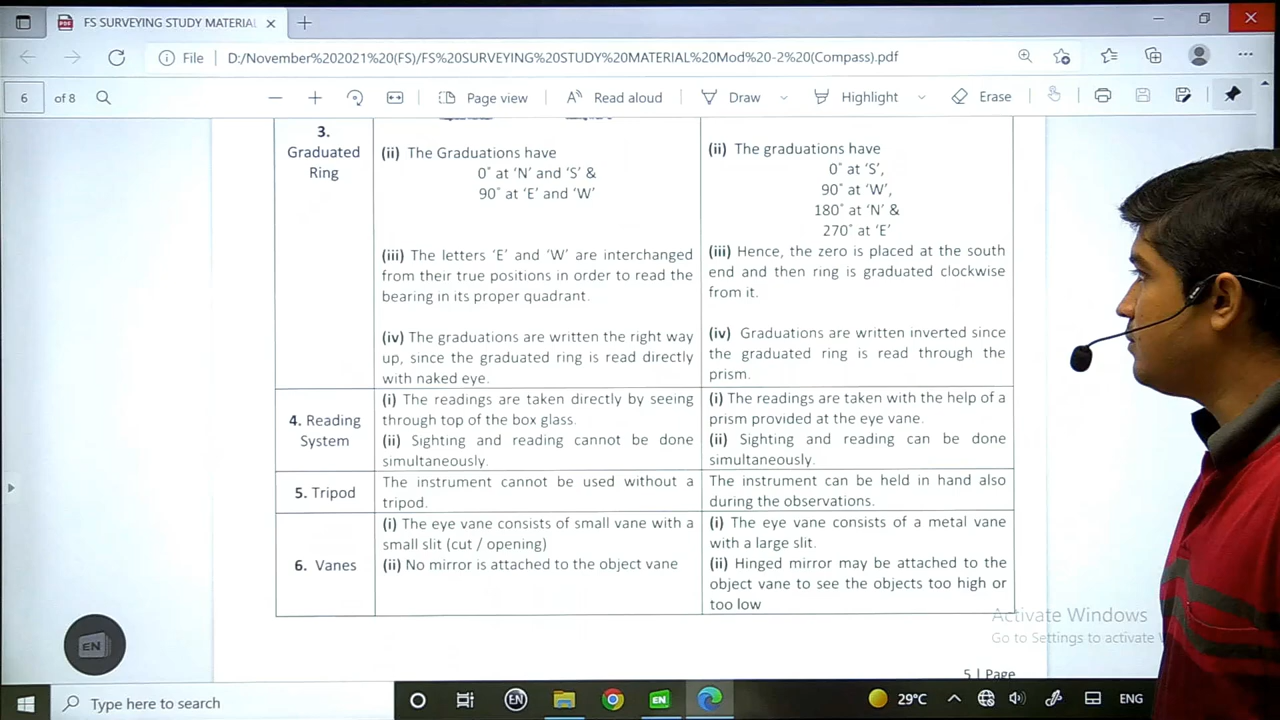 FS SURVEYING STUDY MATERIAL
File
D:/November%202021%20(FS)/FS%20SURVEYING%20STUDY%20MATERIAL%20Mod%20-2%20(Compass).pdf
6 of 8
Page view
Read aloud
Draw
Highlight
Erase
3.
Graduated
Ring
(ii) The Graduations have
0˚ at ‘N’ and ‘S’ &
90˚ at ‘E’ and ‘W’
(iii) The letters ‘E’ and ‘W’ are interchanged
from their true positions in order to read the
bearing in its proper quadrant.
(iv) The graduations are written the right way
up, since the graduated ring is read directly
with naked eye.
(ii) The graduations have
0˚ at ‘S’,
90˚ at ‘W’,
180˚ at ‘N’ &
270˚ at ‘E’
(iii) Hence, the zero is placed at the south
end and then ring is graduated clockwise
from it.
(iv) Graduations are written inverted since
the graduated ring is read through the
prism.
4. Reading
System
(i) The readings are taken directly by seeing
through top of the box glass.
(ii) Sighting and reading cannot be done
simultaneously.
(i) The readings are taken with the help of a
prism provided at the eye vane.
(ii) Sighting and reading can be done
simultaneously.
5. Tripod
The instrument cannot be used without a
tripod.
The instrument can be held in hand also
during the observations.
6. Vanes
(i) The eye vane consists of small vane with a
small slit (cut / opening)
(ii) No mirror is attached to the object vane
(i) The eye vane consists of a metal vane
with a large slit.
(ii) Hinged mirror may be attached to the
object vane to see the objects too high or
too low
Activate Windows
Go to Settings to activate
5 | Page
EN
Type here to search
EN
EN
29°C
ENG